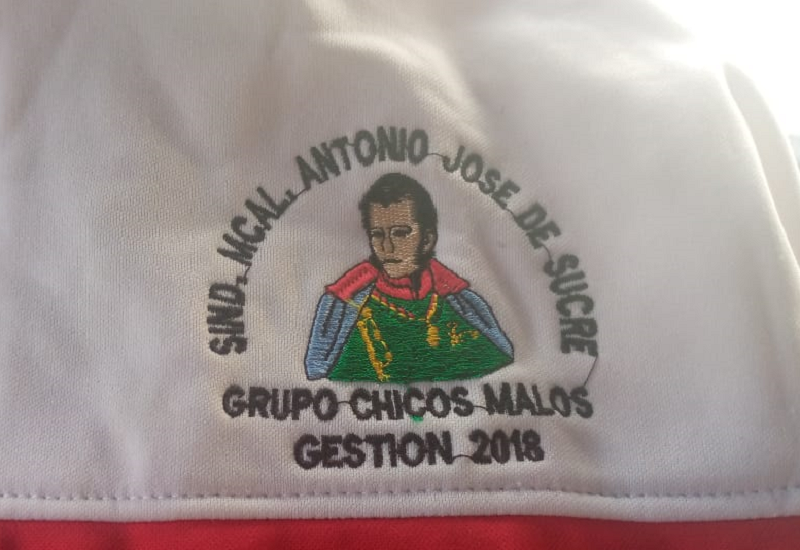 SIND. MCAL. ANTONIO JOSE DE SUCRE
GRUPO CHICOS MALOS
GESTION 2018